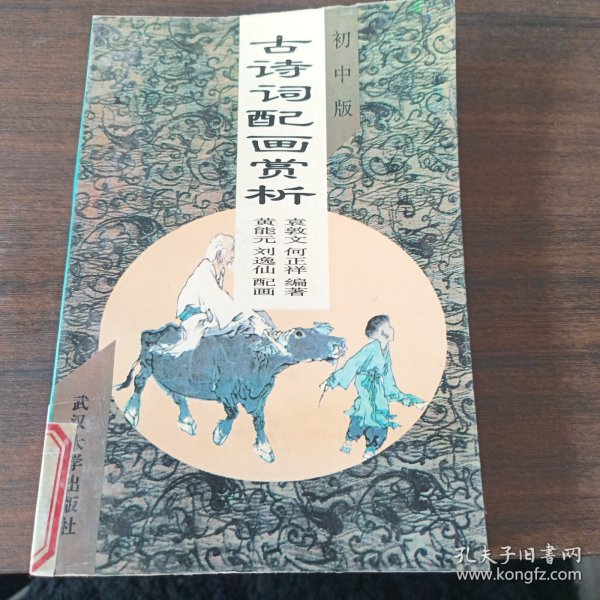 初中版
古诗词配画赏析
袁敦文 何正祥 编著
黄能元 刘逸仙 配画
武汉大学出版社
孔夫子旧书网
www.kongfz.com